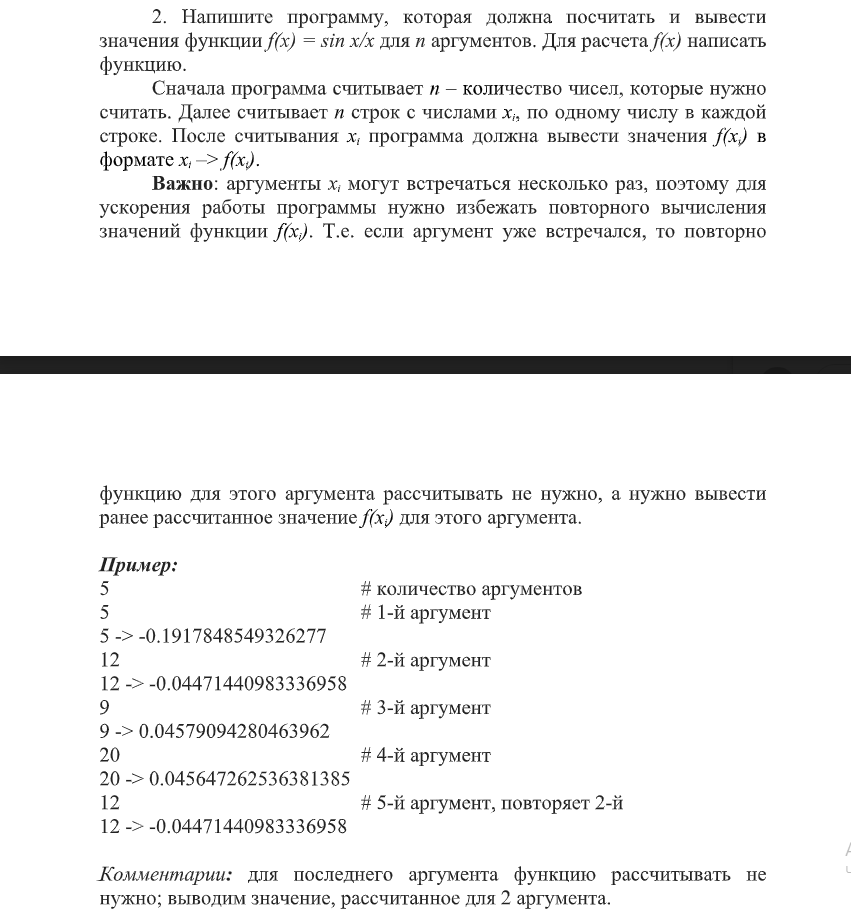 2. Напишите программу, которая должна посчитать и вывести
значения функции f(x) = sin x/x для n аргументов. Для расчета f(x) написать
функцию.
Сначала программа считывает n – количество чисел, которые нужно
считать. Далее считывает n строк с числами xi, по одному числу в каждой
строке. После считывания xi программа должна вывести значения f(xi) в
формате xi –> f(xi).
Важно: аргументы xi могут встречаться несколько раз, поэтому для
ускорения работы программы нужно избежать повторного вычисления
значений функции f(xi). Т.е. если аргумент уже встречался, то повторно
функцию для этого аргумента рассчитывать не нужно, а нужно вывести
ранее рассчитанное значение f(xi) для этого аргумента.
Пример:
5 # количество аргументов
5 # 1-й аргумент
5 -> -0.1917848549326277
12 # 2-й аргумент
12 -> -0.04471440983336958
9 # 3-й аргумент
9 -> 0.04579094280463962
20 # 4-й аргумент
20 -> 0.045647262536381385
12 # 5-й аргумент, повторяет 2-й
12 -> -0.04471440983336958
Комментарии: для последнего аргумента функцию рассчитывать не
нужно; выводим значение, рассчитанное для 2 аргумента.